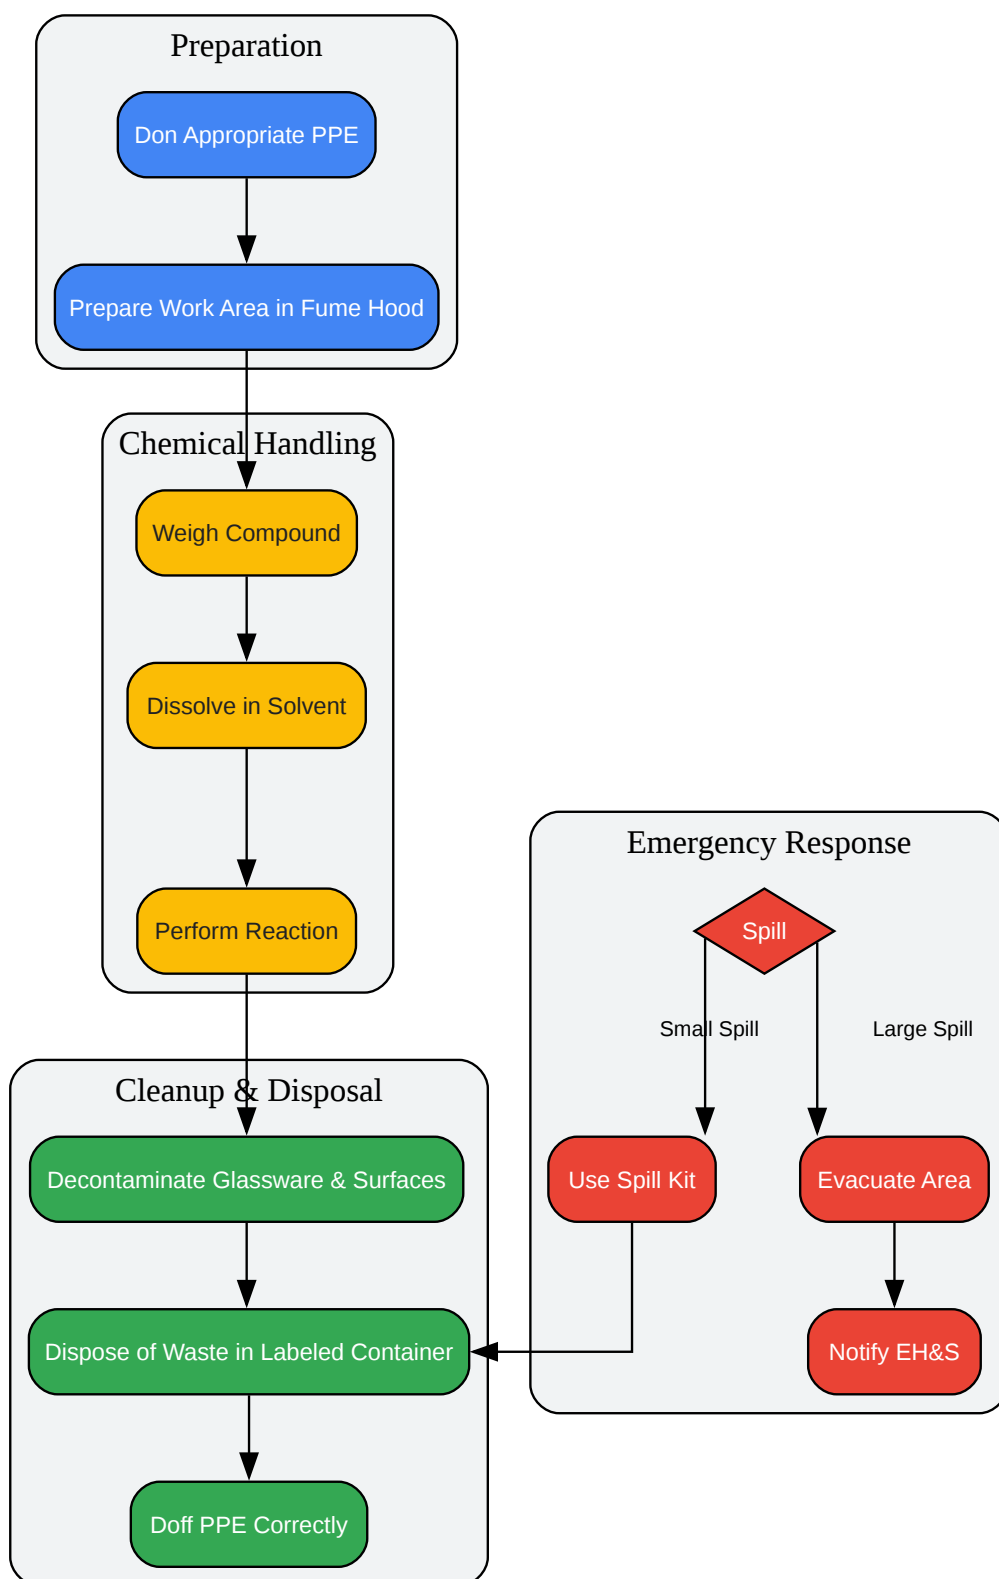 Preparation
Don Appropriate PPE
Prepare Work Area in Fume Hood
Chemical Handling
Weigh Compound
Dissolve in Solvent
Perform Reaction
Emergency Response
Spill
Small Spill
Large Spill
Cleanup & Disposal
Decontaminate Glassware & Surfaces
Use Spill Kit
Evacuate Area
Dispose of Waste in Labeled Container
Notify EH&S
Doff PPE Correctly